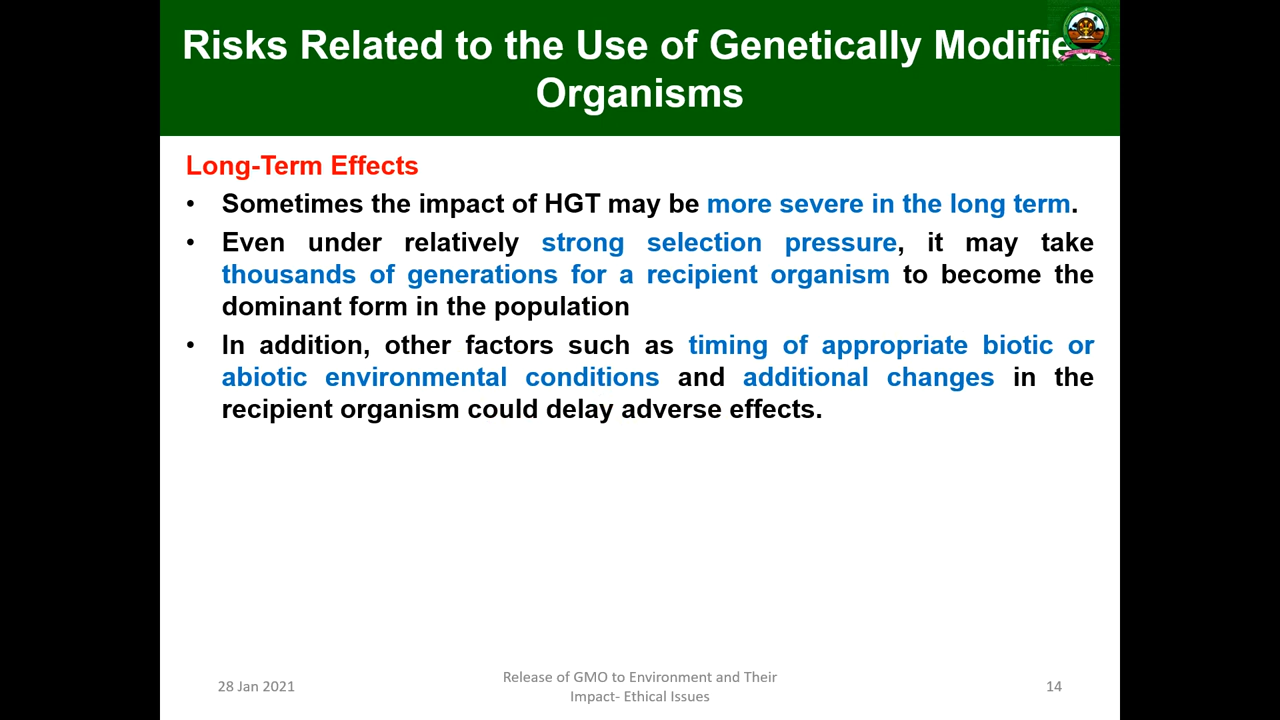 Risks Related to the Use of Genetically Modified
Organisms
Long-Term Effects
• Sometimes the impact of HGT may be more severe in the long term.
• Even under relatively strong selection pressure, it may take
thousands of generations for a recipient organism to become the
dominant form in the population
• In addition, other factors such as timing of appropriate biotic or
abiotic environmental conditions and additional changes in the
recipient organism could delay adverse effects.
28 Jan 2021
Release of GMO to Environment and Their
Impact- Ethical Issues
14